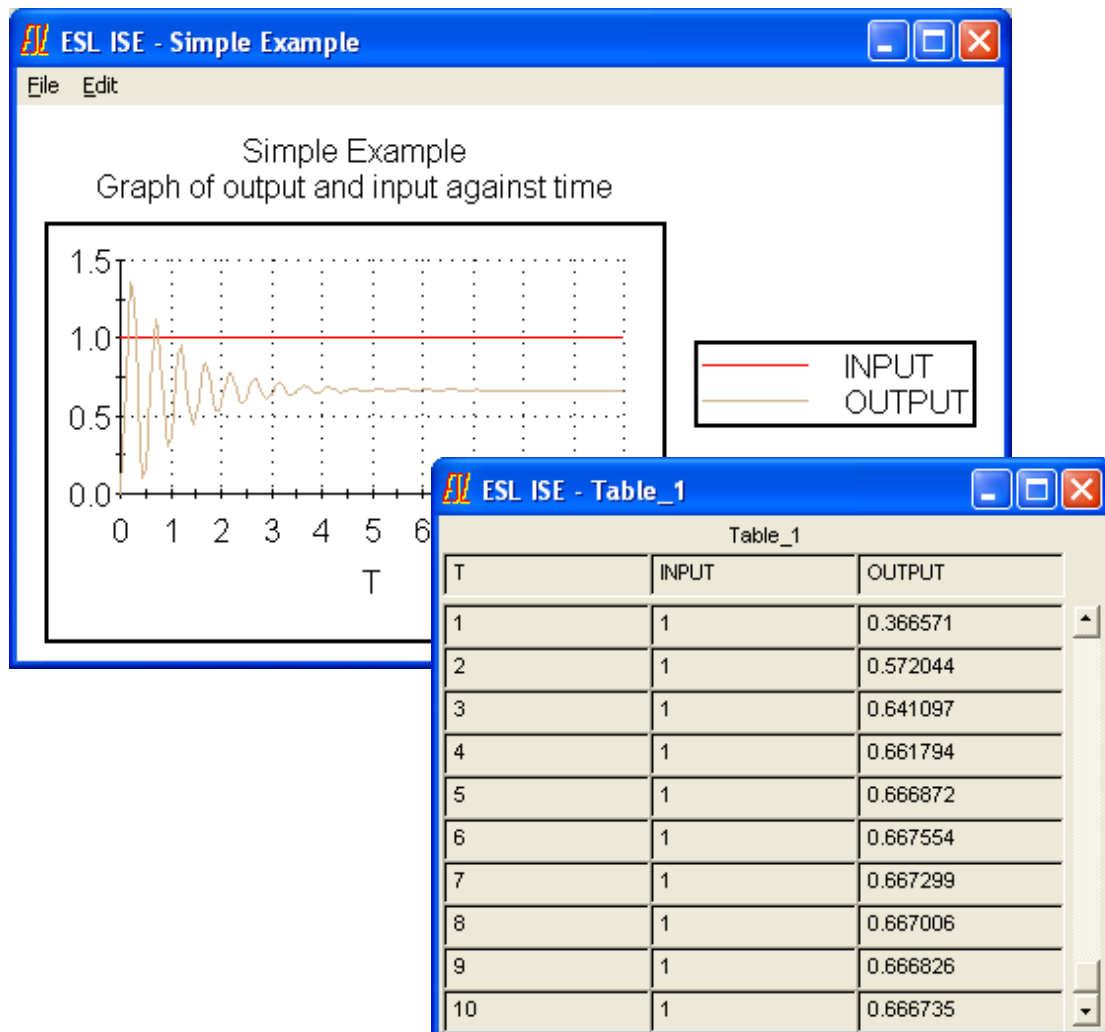 ESL ISE - Simple Example
File Edit
Simple Example
Graph of output and input against time
1.5
1.0
0.5
0.0
0 1 2 3 4 5 6
T
INPUT
OUTPUT
ESL ISE - Table_1
Table_1
T INPUT OUTPUT
1 1 0.366571
2 1 0.572044
3 1 0.641097
4 1 0.661794
5 1 0.666872
6 1 0.667554
7 1 0.667299
8 1 0.667006
9 1 0.666826
10 1 0.666735